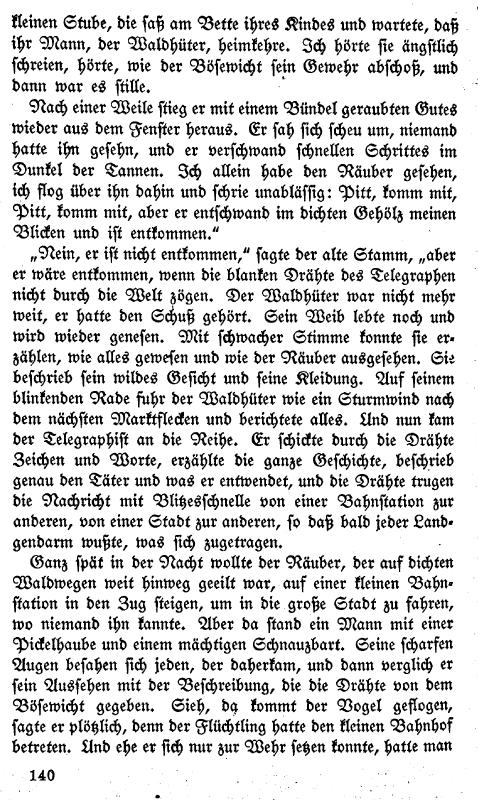 kleinen Stube, die saß am Bette ihres Kindes und wartete, daß
ihr Mann, der Waldhüter, heimkehre. Ich hörte sie ängstlich
schreien, hörte, wie der Bösewicht sein Gewehr abschoß, und
dann war es stille.
Nach einer Weile stieg er mit einem Bündel geraubten Gutes
wieder aus dem Fenster heraus. Er sah sich scheu um, niemand
hatte ihn gesehn, und er verschwand schnellen Schrittes im
Dunkel der Tannen. Ich allein habe den Räuber gesehen,
ich flog über ihn dahin und schrie unablässig: Pitt, komm mit,
Pitt, komm mit, aber er entschwand im dichten Gehölz meinen
Blicken und ist entkommen.“
„Nein, er ist nicht entkommen,“ sagte der alte Stamm, „aber
er wäre entkommen, wenn die blanken Drähte des Telegraphen
nicht durch die Welt zögen. Der Waldhüter war nicht mehr
weit, er hatte den Schuß gehört. Sein Weib lebte noch und
wird wieder genesen. Mit schwacher Stimme konnte sie er-
zählen, wie alles gewesen und wie der Räuber ausgesehen. Sie
beschrieb sein wildes Gesicht und seine Kleidung. Auf seinem
blinkenden Rade fuhr der Waldhüter wie ein Sturmwind nach
dem nächsten Marktflecken und berichtete alles. Und nun kam
der Telegraphist an die Reihe. Er schickte durch die Drähte
Zeichen und Worte, erzählte die ganze Geschichte, beschrieb
genau den Täter und was er entwendet, und die Drähte trugen
die Nachricht mit Blitzesschnelle von einer Bahnstation zur
anderen, von einer Stadt zur anderen, so daß bald jeder Land-
gendarm wußte, was sich zugetragen.
Ganz spät in der Nacht wollte der Räuber, der auf dichten
Waldwegen weit hinweg geeilt war, auf einer kleinen Bahn-
station in den Zug steigen, um in die große Stadt zu fahren,
wo niemand ihn kannte. Aber da stand ein Mann mit einer
Pickelhaube und einem mächtigen Schnauzbart. Seine scharfen
Augen besahen sich jeden, der daherkam, und dann verglich er
sein Aussehen mit der Beschreibung, die die Drähte von dem
Bösewicht gegeben. Sieh, da kommt der Vogel geflogen,
sagte er plötzlich, denn der Flüchtling hatte den kleinen Bahnhof
betreten. Und ehe er sich nur zur Wehr setzen konnte, hatte man
140